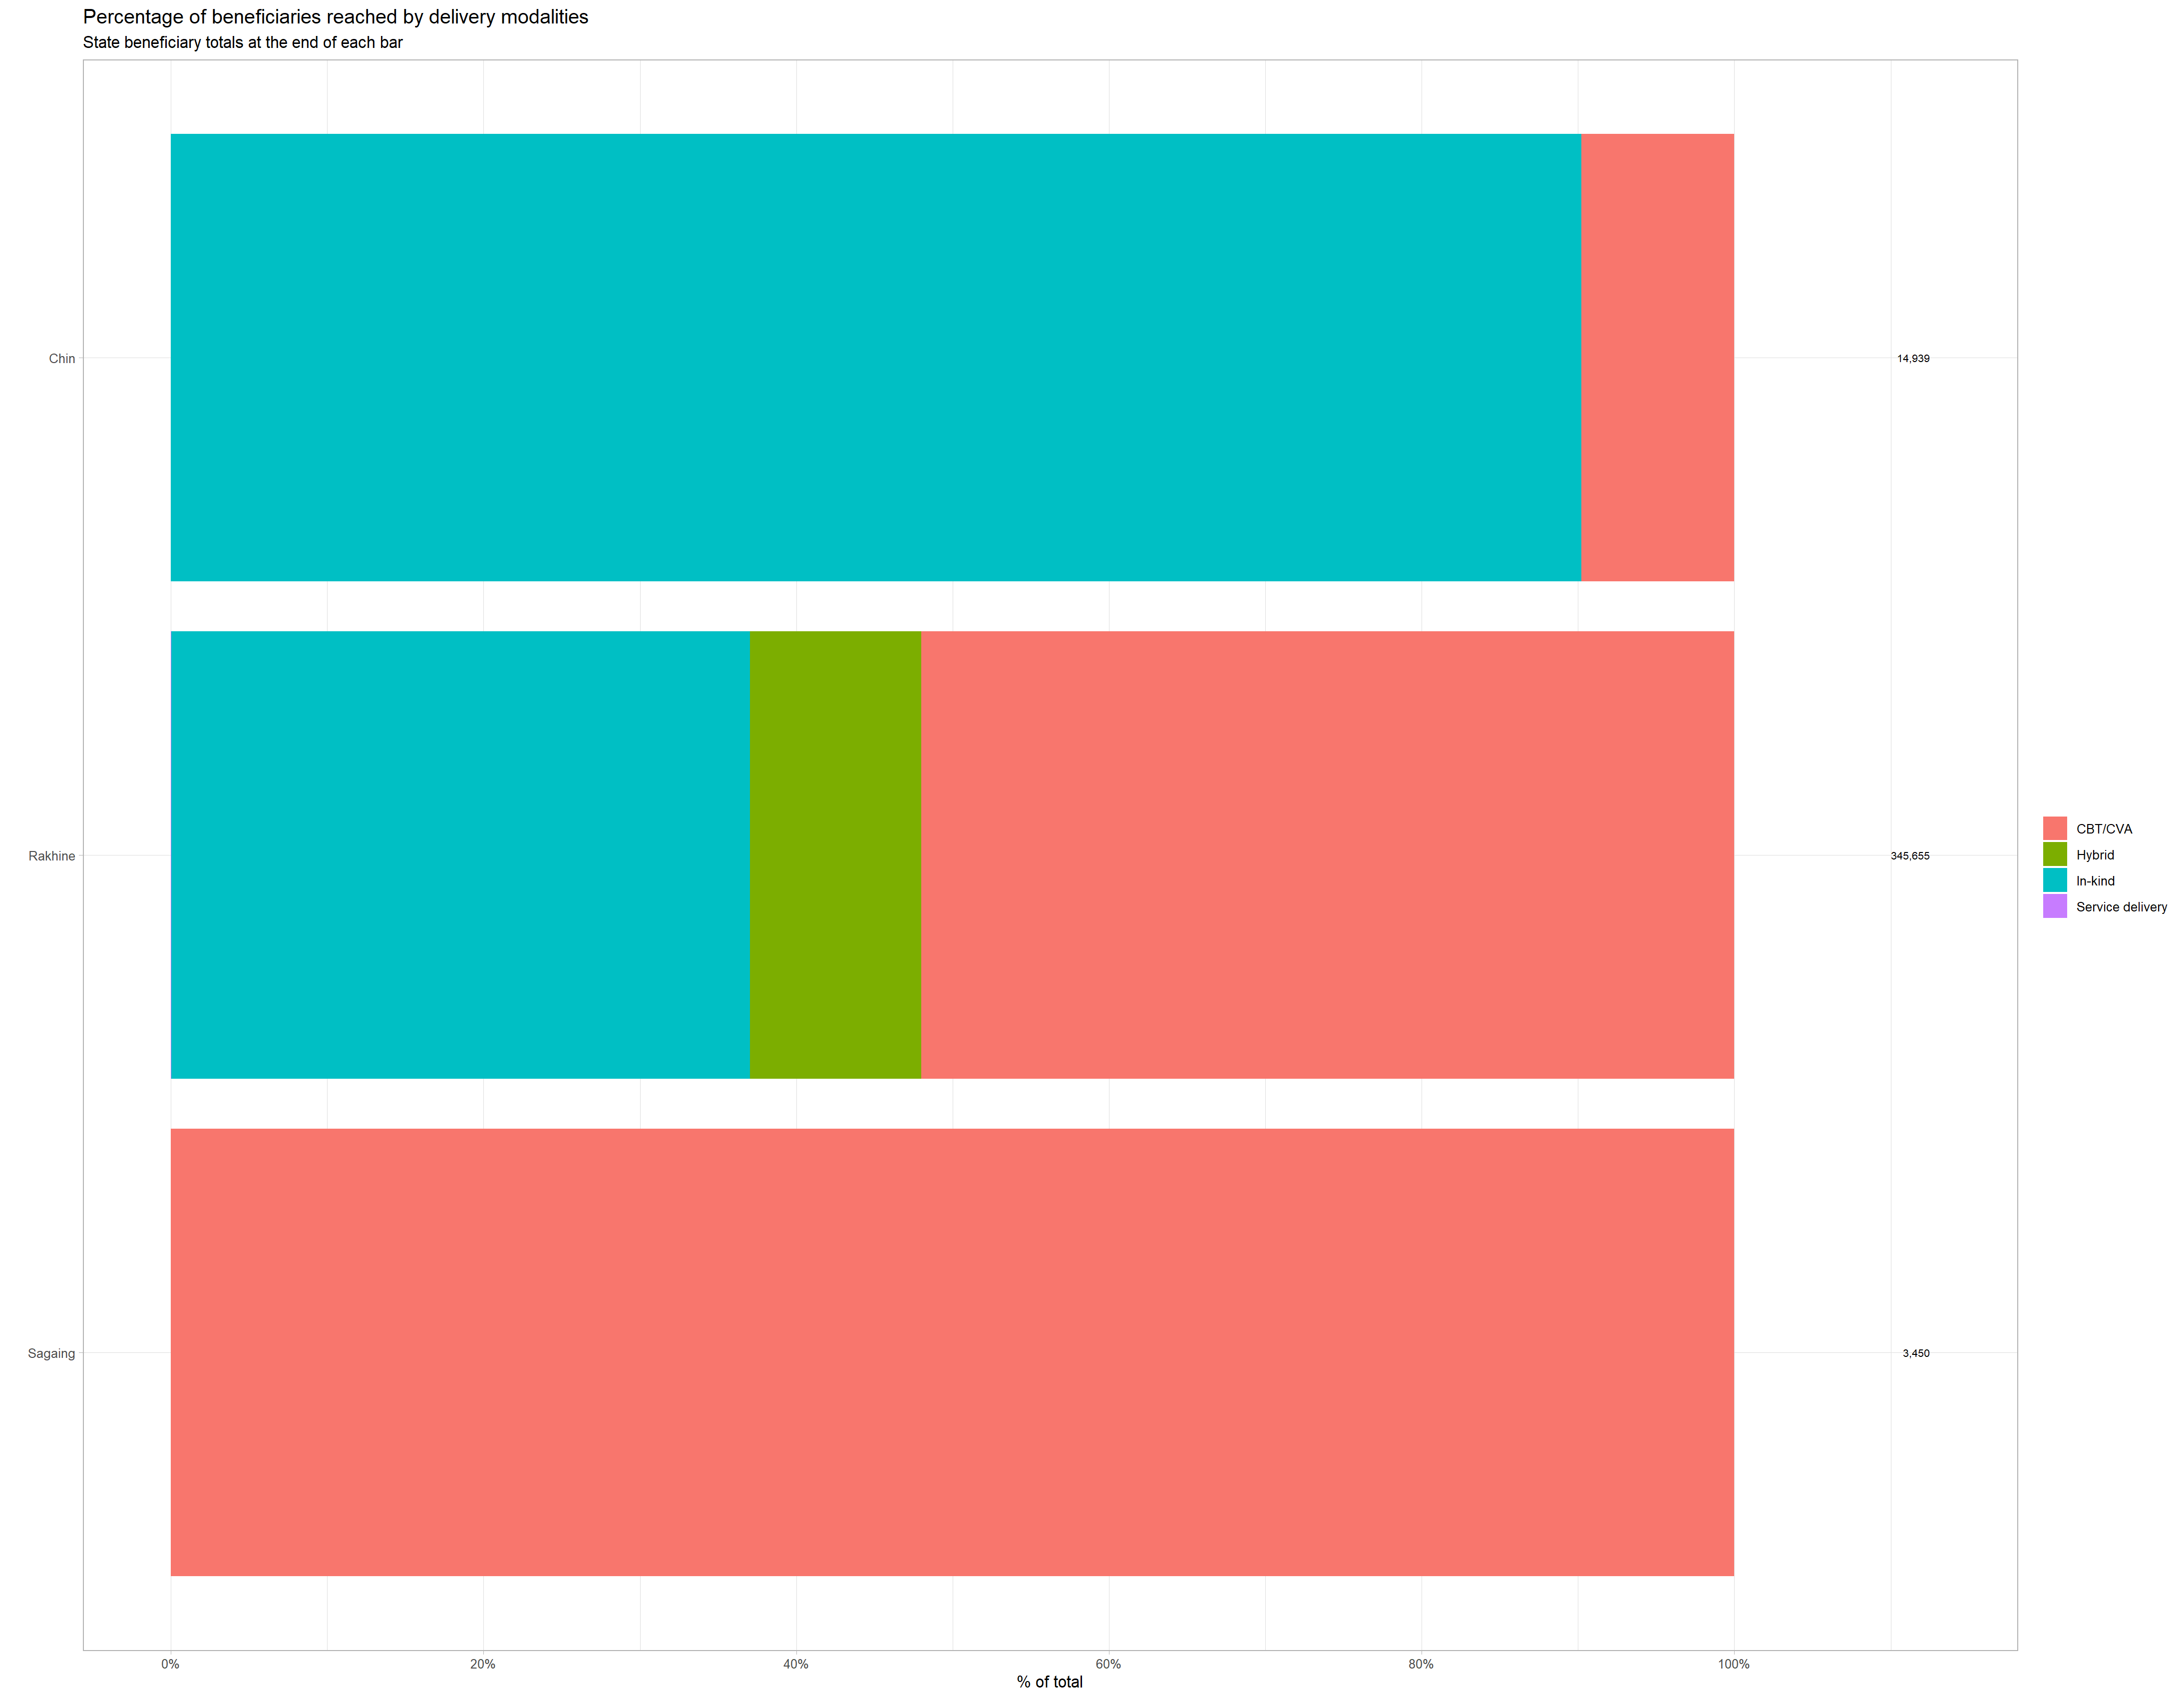 Percentage of beneficiaries reached by delivery modalities
State beneficiary totals at the end of each bar
Chin
14,939
Rakhine
345,655
Sagaing
3,450
CBT/CVA
Hybrid
In-kind
Service delivery
0% 20% 40% 60% 80% 100%
% of total